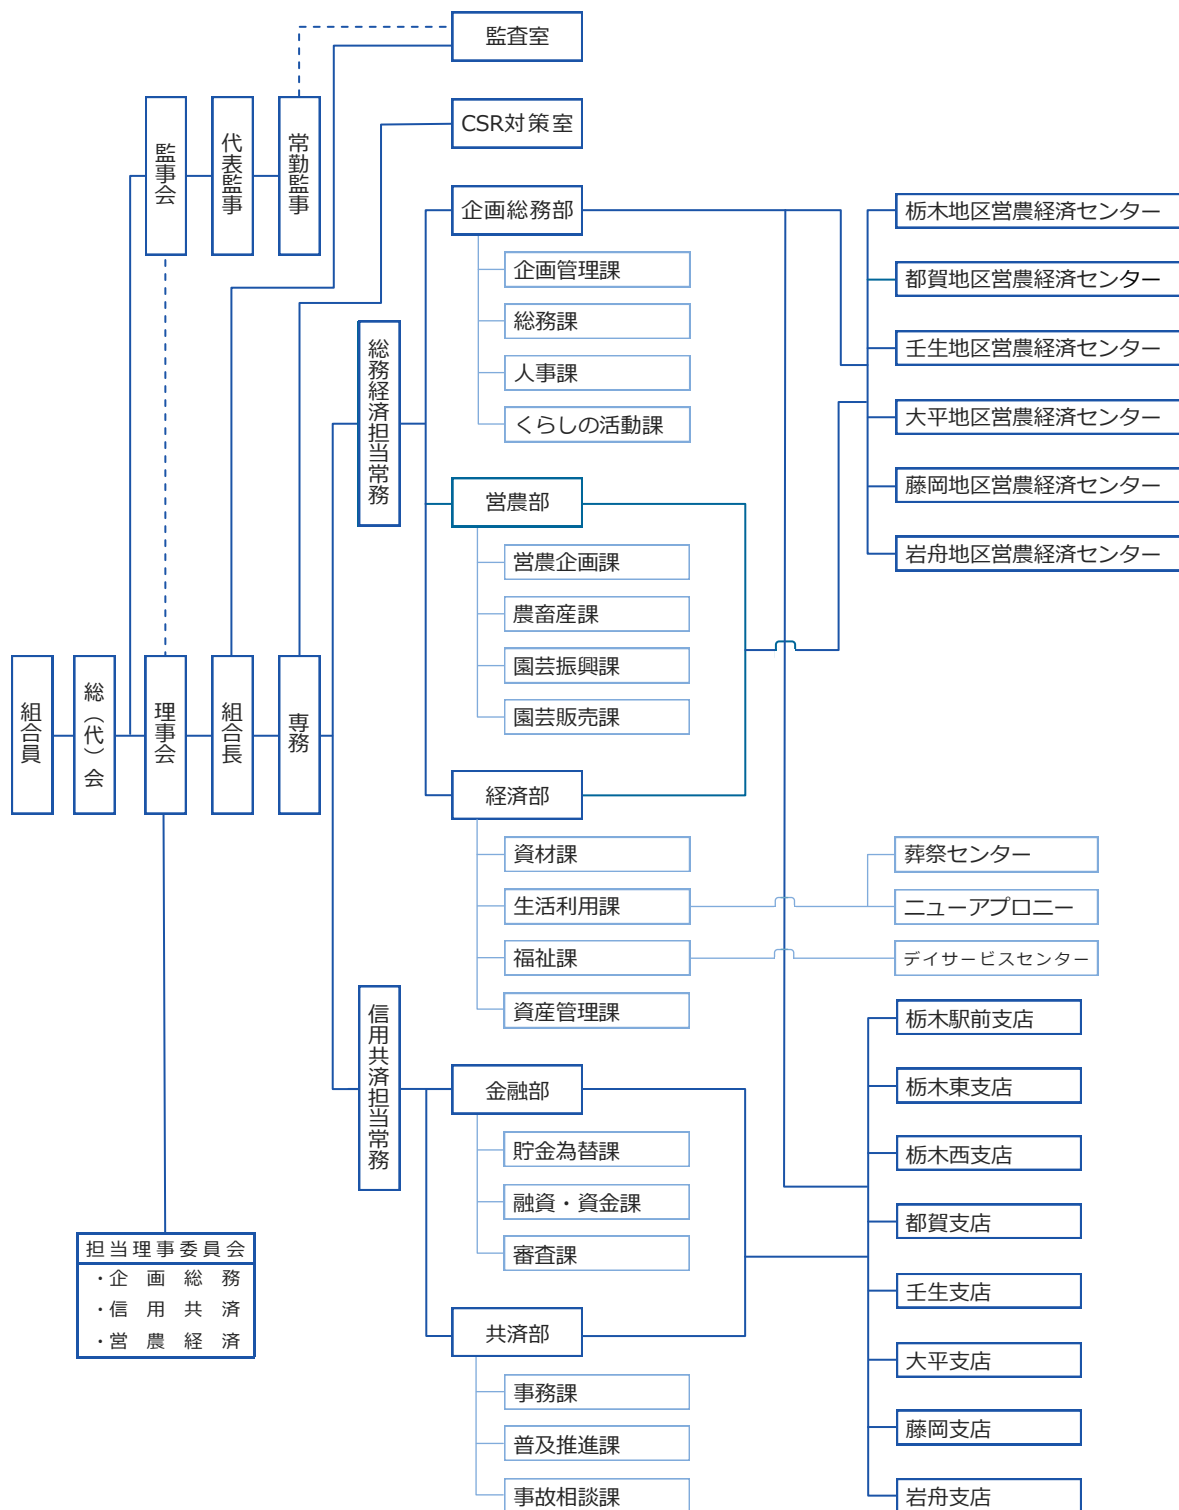 監査室
CSR対策室
監事会
代表監事
常勤監事
組合員
総（代）会
理事会
組合長
専務
担当理事委員会
・企画総務
・信用共済
・営農経済
総務経済担当常務
信用共済担当常務
企画総務部
企画管理課
総務課
人事課
くらしの活動課
営農部
営農企画課
農畜産課
園芸振興課
園芸販売課
経済部
資材課
生活利用課
福祉課
資産管理課
金融部
貯金為替課
融資・資金課
審査課
共済部
事務課
普及推進課
事故相談課
栃木地区営農経済センター
都賀地区営農経済センター
壬生地区営農経済センター
大平地区営農経済センター
藤岡地区営農経済センター
岩舟地区営農経済センター
葬祭センター
ニューアプロニー
デイサービスセンター
栃木駅前支店
栃木東支店
栃木西支店
都賀支店
壬生支店
大平支店
藤岡支店
岩舟支店